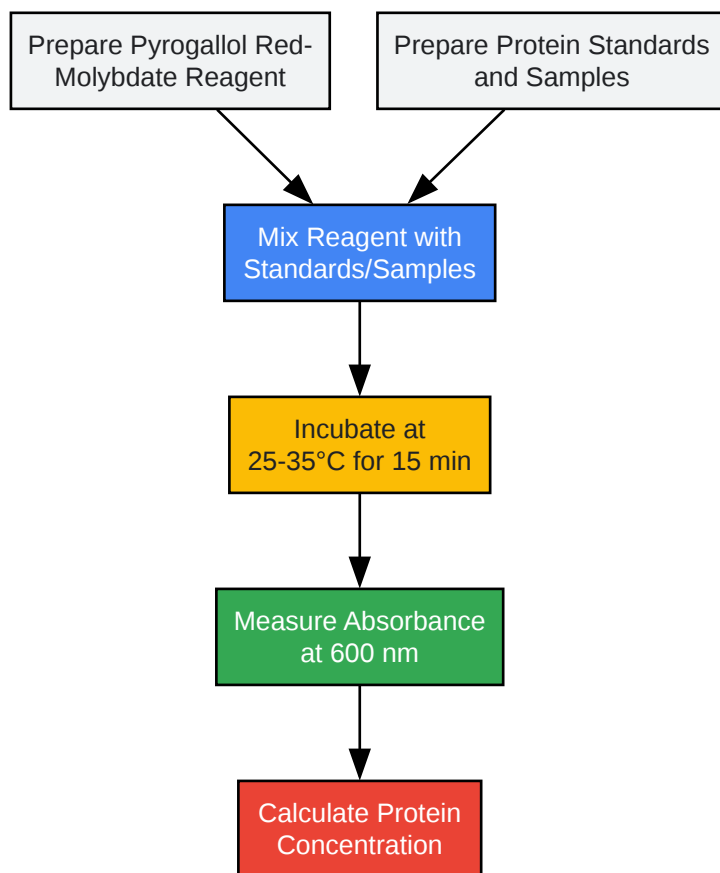 Prepare Pyrogallol Red-
Molybdate Reagent
Prepare Protein Standards
and Samples
Mix Reagent with
Standards/Samples
Incubate at
25-35°C for 15 min
Measure Absorbance
at 600 nm
Calculate Protein
Concentration